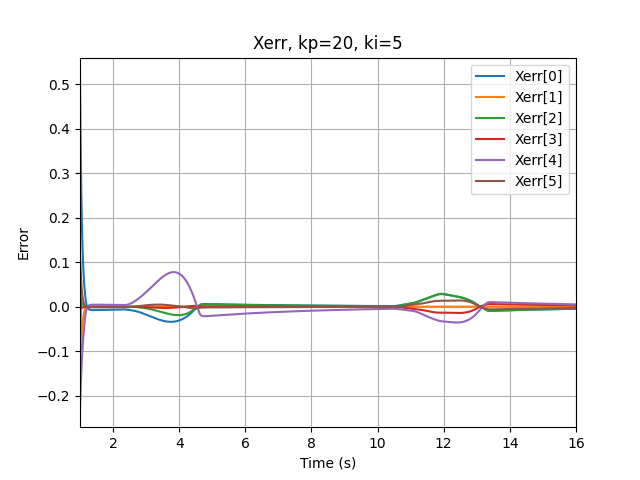 Xerr, kp=20, ki=5
Xerr[0]
Xerr[1]
Xerr[2]
Xerr[3]
Xerr[4]
Xerr[5]
Error
0.5
0.4
0.3
0.2
0.1
0.0
−0.1
−0.2
2 4 6 8 10 12 14 16
Time (s)